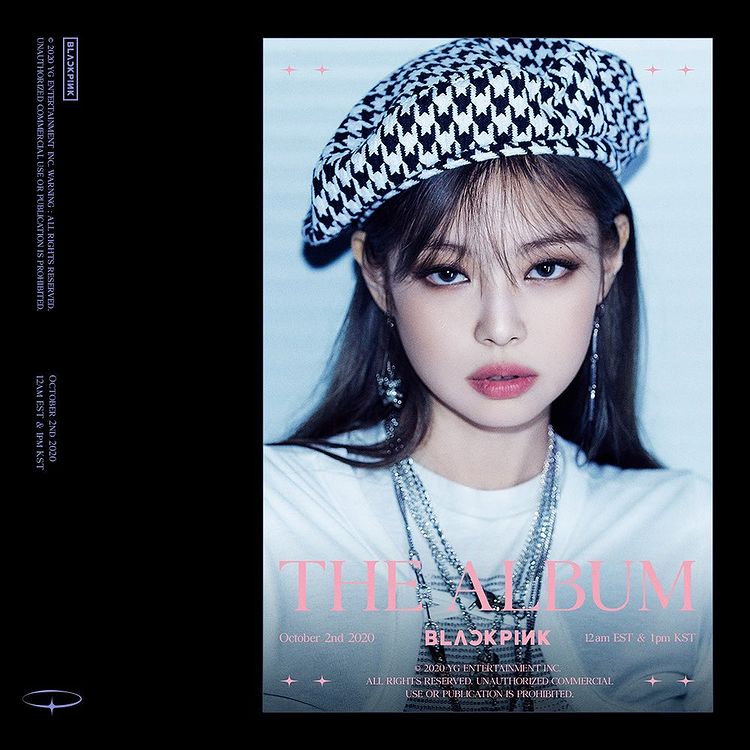 BLΛƆKPIИK
© 2020 YG ENTERTAINMENT INC. WARNING : ALL RIGHTS RESERVED.
UNAUTHORIZED COMMERCIAL USE OR PUBLICATION IS PROHIBITED.
OCTOBER 2ND 2020
12AM EST & 1PM KST
THE ALBUM
October 2nd 2020 BLΛƆKPIИK 12am EST & 1pm KST
© 2020 YG ENTERTAINMENT INC.
ALL RIGHTS RESERVED. UNAUTHORIZED COMMERCIAL
USE OR PUBLICATION IS PROHIBITED.